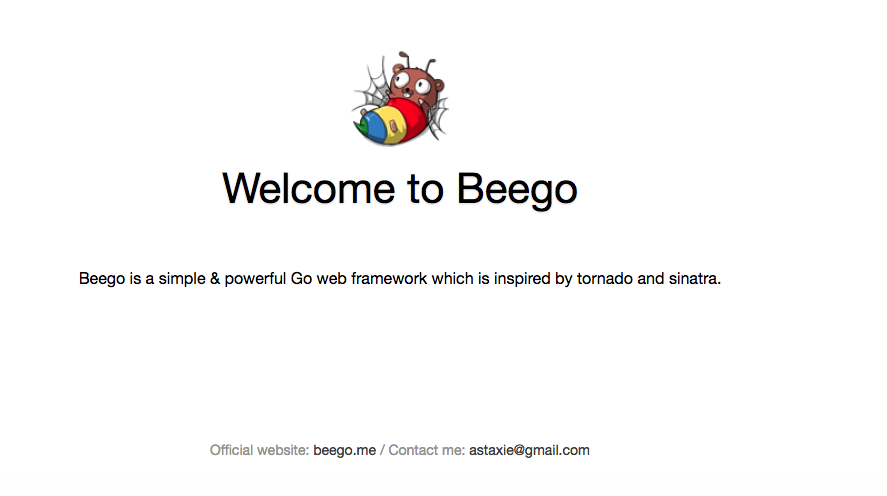 Welcome to Beego
Beego is a simple & powerful Go web framework which is inspired by tornado and sinatra.
Official website: beego.me / Contact me: astaxie@gmail.com